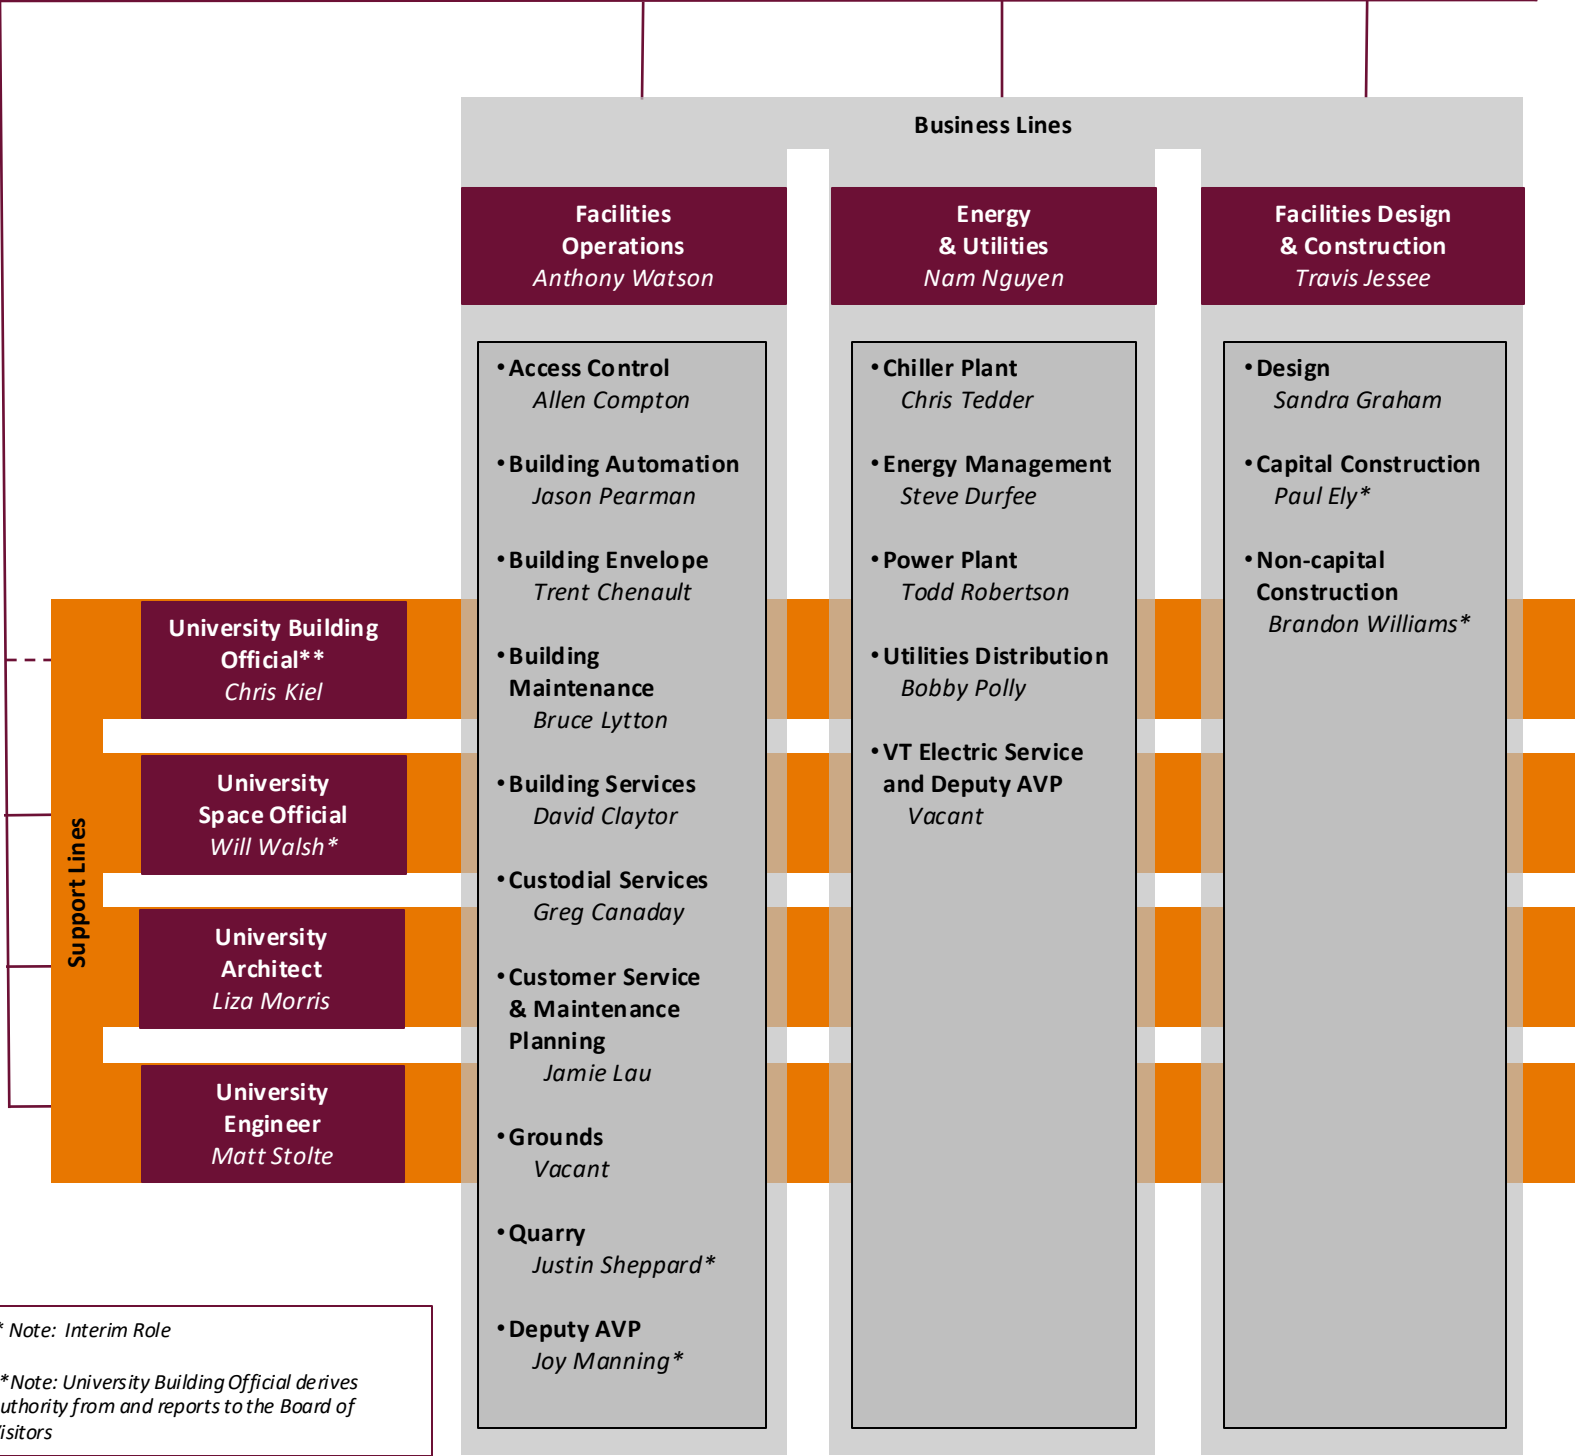 Business Lines
Facilities
Operations
Anthony Watson
Energy
& Utilities
Nam Nguyen
Facilities Design
& Construction
Travis Jessee
•Access Control
Allen Compton
•Building Automation
Jason Pearman
•Building Envelope
Trent Chenault
•Building
Maintenance
Bruce Lytton
•Building Services
David Claytor
•Custodial Services
Greg Canaday
•Customer Service
& Maintenance
Planning
Jamie Lau
•Grounds
Vacant
•Quarry
Justin Sheppard*
•Deputy AVP
Joy Manning*
•Chiller Plant
Chris Tedder
•Energy Management
Steve Durfee
•Power Plant
Todd Robertson
•Utilities Distribution
Bobby Polly
•VT Electric Service
and Deputy AVP
Vacant
•Design
Sandra Graham
•Capital Construction
Paul Ely*
•Non-capital
Construction
Brandon Williams*
Support Lines
University Building
Official**
Chris Kiel
University
Space Official
Will Walsh*
University
Architect
Liza Morris
University
Engineer
Matt Stolte
* Note: Interim Role
*Note: University Building Official derives
uthority from and reports to the Board of
isitors